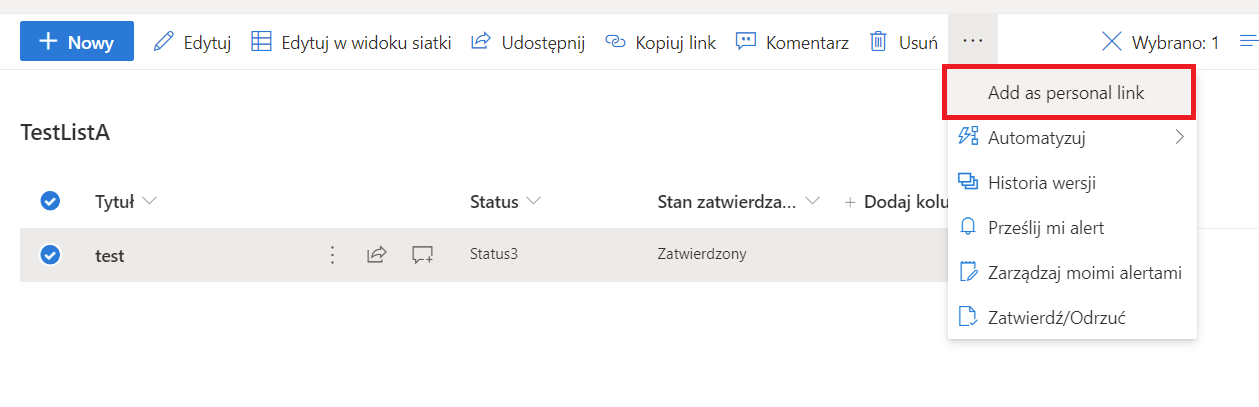 Nowy Edytuj Edytuj w widoku siatki Udostępnij Kopiuj link Komentarz Usuń ··· Wybrano: 1
Add as personal link
TestListA
Automatyzuj
Historia wersji
Tytuł Status Stan zatwierdza... + Dodaj kolu
Prześlij mi alert
test Status3 Zatwierdzony
Zarządzaj moimi alertami
Zatwierdź/Odrzuć